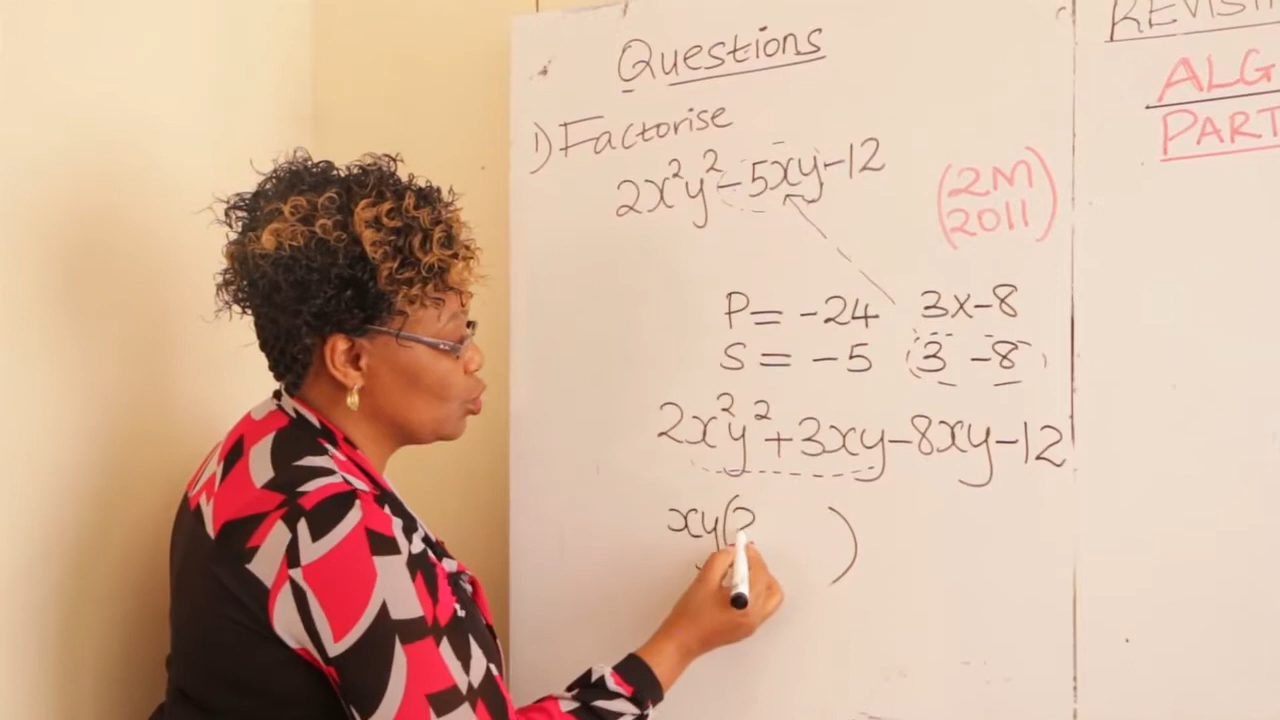 Questions
1) Factorise
2x²y² - 5xy - 12
(2M
2011)
P = -24 3x-8
S = -5 (3 -8)
2x²y² + 3xy - 8xy - 12
xy(2 )
ALG
PART